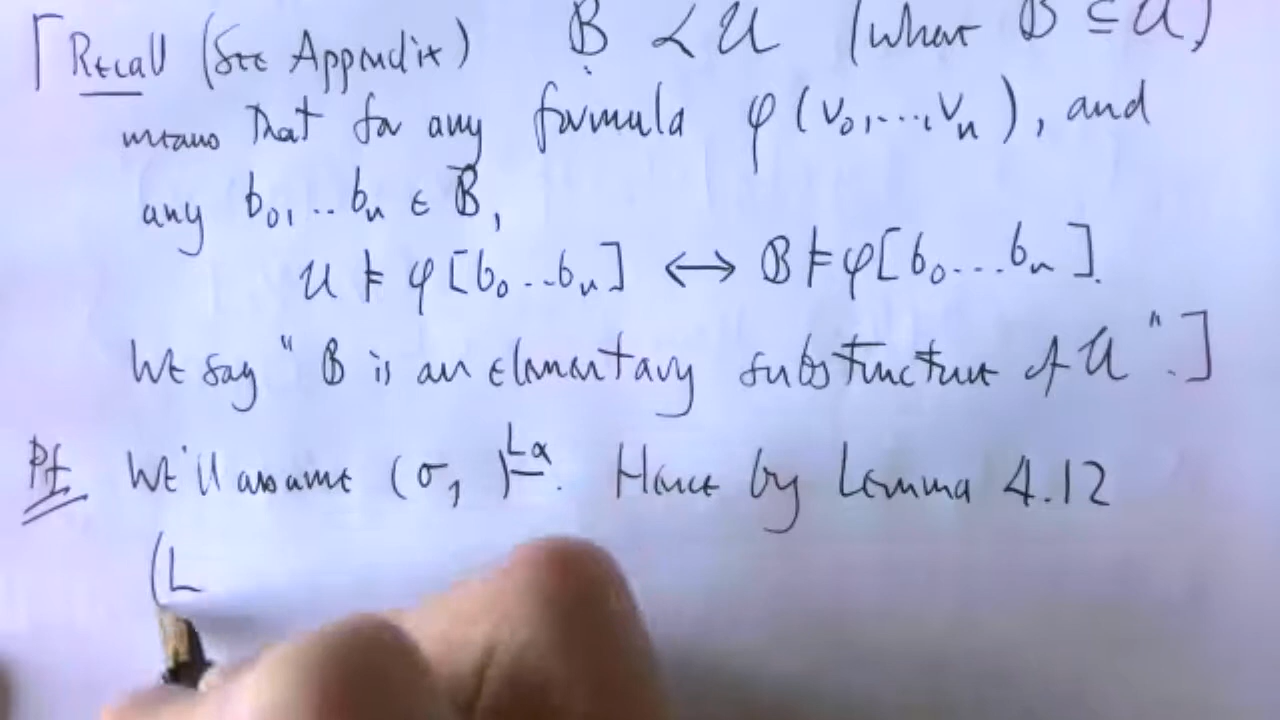 ⌈Recall (See Appendix) 𝔅 ≺ 𝔘 (where 𝔅 ⊆ 𝔘)
means that for any formula φ(v₀,...,vₙ), and
any b₀,..bₙ ∈ 𝔅,
𝔘 ⊨ φ[b₀...bₙ] ↔ 𝔅 ⊨ φ[b₀...bₙ].
We say "𝔅 is an elementary substructure of 𝔘".]
Pf We'll assume (σ, )^Lα. Hence by Lemma 4.12
(L